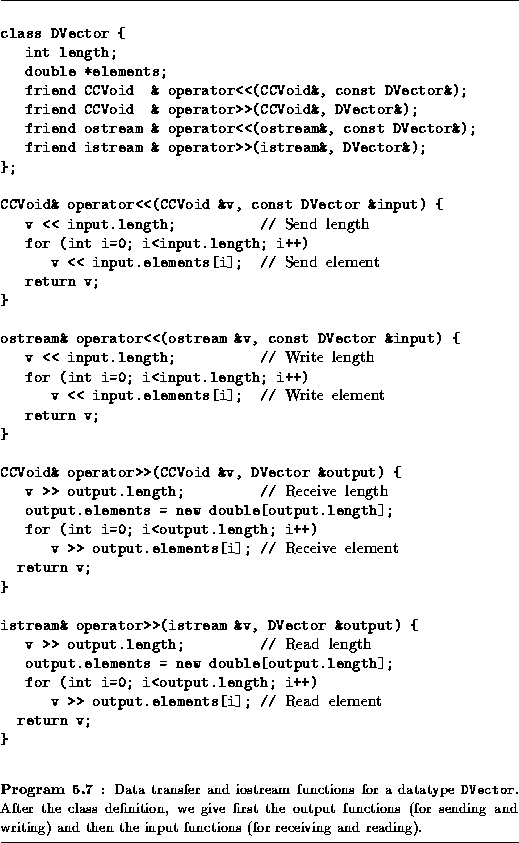 class DVector {
   int length;
   double *elements;
   friend CCVoid  & operator<<(CCVoid&, const DVector&);
   friend CCVoid  & operator>>(CCVoid&, DVector&);
   friend ostream & operator<<(ostream&, const DVector&);
   friend istream & operator>>(istream&, DVector&);
};
CCVoid& operator<<(CCVoid &v, const DVector &input) {
   v << input.length;          // Send length
   for (int i=0; i<input.length; i++)
      v << input.elements[i];  // Send element
   return v;
}
ostream& operator<<(ostream &v, const DVector &input) {
   v << input.length;          // Write length
   for (int i=0; i<input.length; i++)
      v << input.elements[i];  // Write element
   return v;
}
CCVoid& operator>>(CCVoid &v, DVector &output) {
   v >> output.length;         // Receive length
   output.elements = new double[output.length];
   for (int i=0; i<output.length; i++)
      v >> output.elements[i]; // Receive element
  return v;
}
istream& operator>>(istream &v, DVector &output) {
   v >> output.length;         // Read length
   output.elements = new double[output.length];
   for (int i=0; i<output.length; i++)
      v >> output.elements[i]; // Read element
  return v;
}
Program 5.7 : Data transfer and iostream functions for a datatype DVector.
After the class definition, we give first the output functions (for sending and
writing) and then the input functions (for receiving and reading).